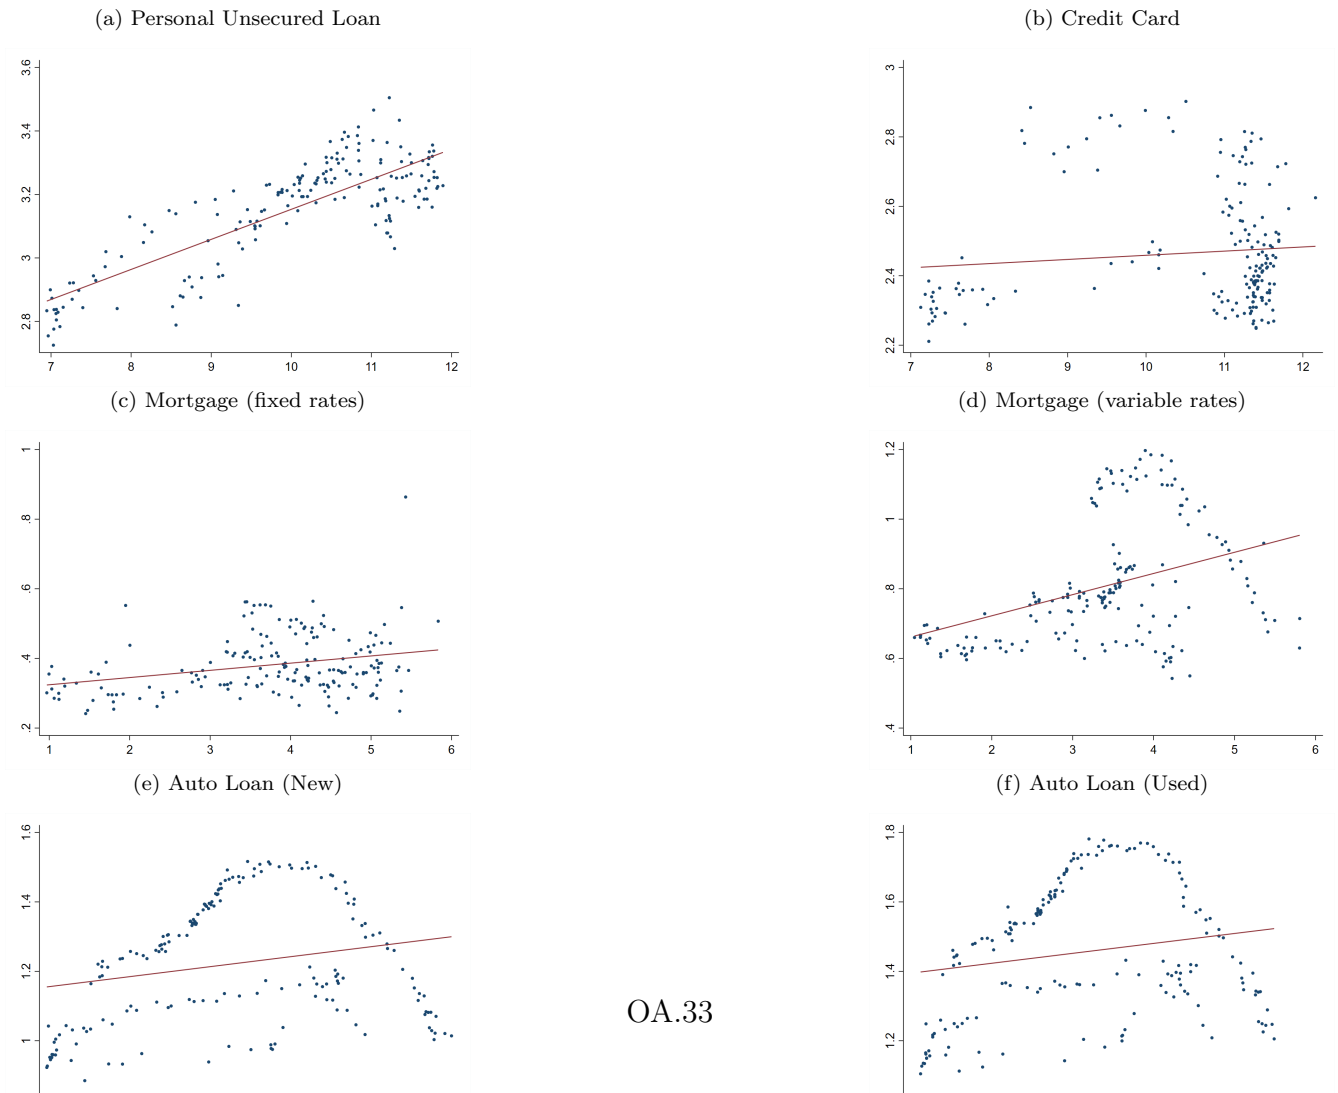 (a) Personal Unsecured Loan
(b) Credit Card
3.6
3.4
3.2
3
2.8
7 8 9 10 11 12
3
2.8
2.6
2.4
2.2
7 8 9 10 11 12
(c) Mortgage (fixed rates)
(d) Mortgage (variable rates)
1
.8
.6
.4
.2
1 2 3 4 5 6
1.2
1
.8
.6
.4
1 2 3 4 5 6
(e) Auto Loan (New)
(f) Auto Loan (Used)
1.6
1.4
1.2
1
1.8
1.6
1.4
1.2
OA.33